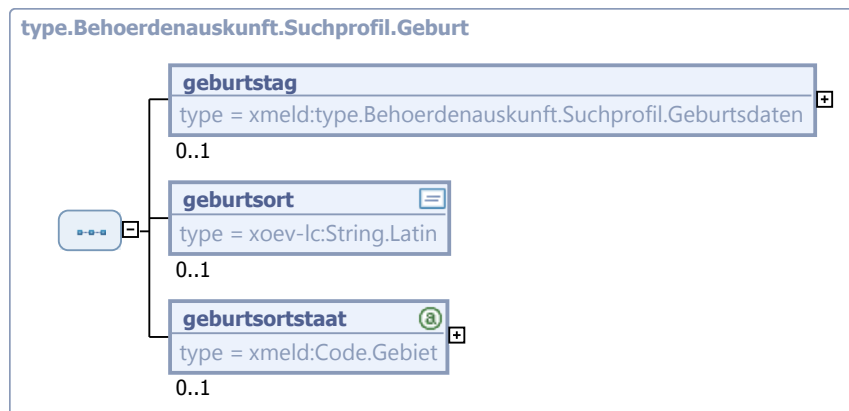 type.Behoerdenauskunft.Suchprofil.Geburt
geburtstag
type = xmeld:type.Behoerdenauskunft.Suchprofil.Geburtsdaten
0..1
geburtsort
type = xoev-lc:String.Latin
0..1
geburtsortstaat
type = xmeld:Code.Gebiet
0..1